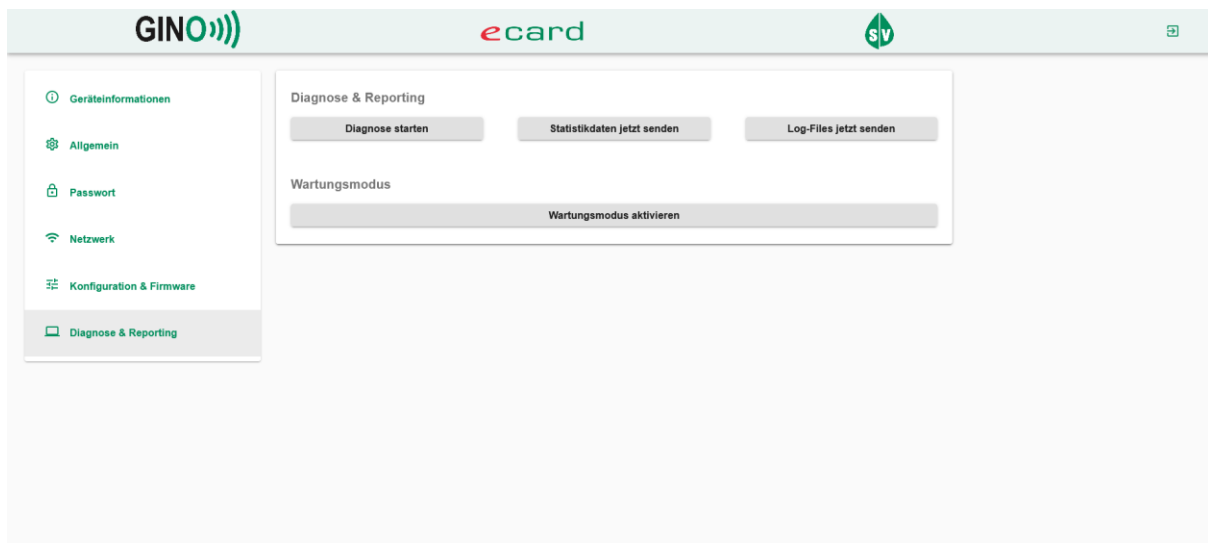 GINO
ecard
SV
Geräteinformationen
Allgemein
Passwort
Netzwerk
Konfiguration & Firmware
Diagnose & Reporting
Diagnose & Reporting
Diagnose starten Statistikdaten jetzt senden Log-Files jetzt senden
Wartungsmodus
Wartungsmodus aktivieren